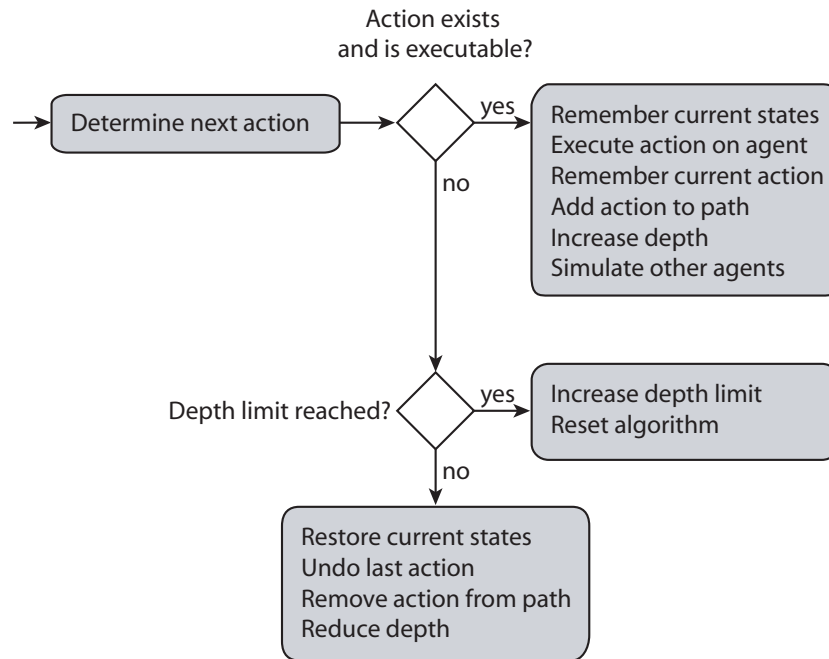 Action exists
and is executable?
Determine next action
yes
Remember current states
Execute action on agent
Remember current action
Add action to path
Increase depth
Simulate other agents
no
Depth limit reached?
yes
Increase depth limit
Reset algorithm
no
Restore current states
Undo last action
Remove action from path
Reduce depth